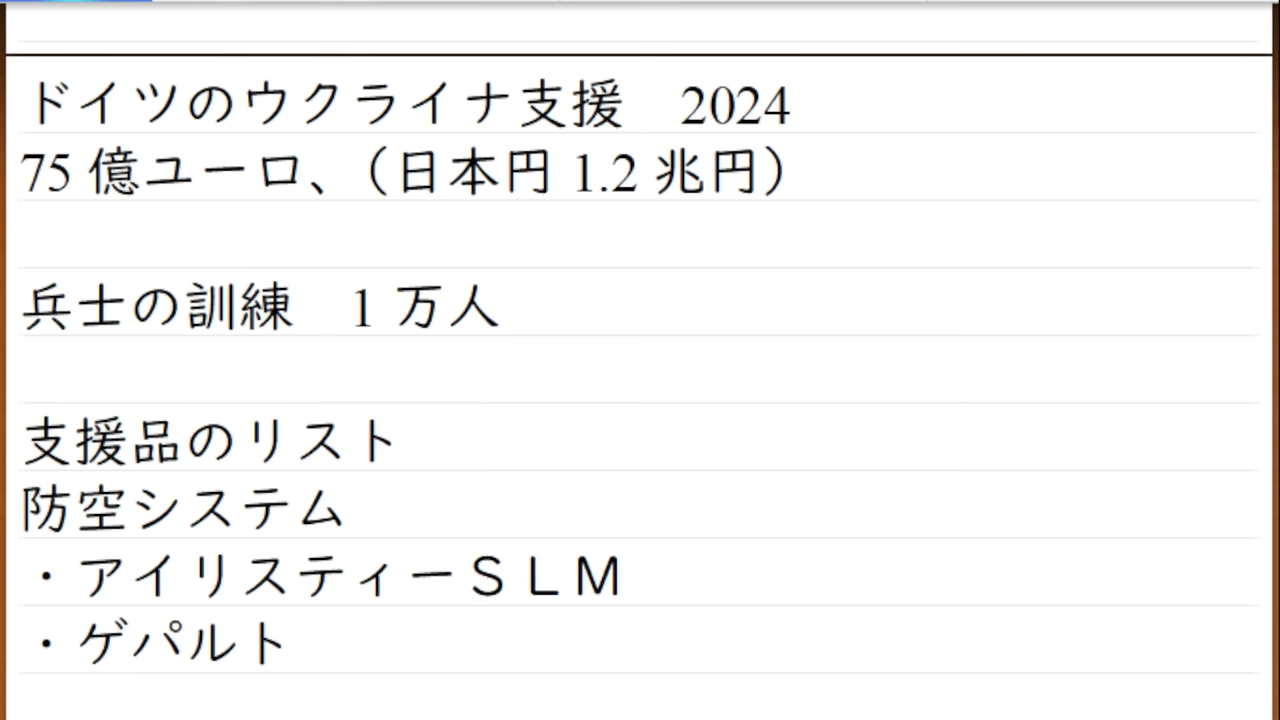 ドイツのウクライナ支援　2024
75 億ユーロ、（日本円 1.2 兆円）
兵士の訓練　1 万人
支援品のリスト
防空システム
・アイリスティーＳＬＭ
・ゲパルト